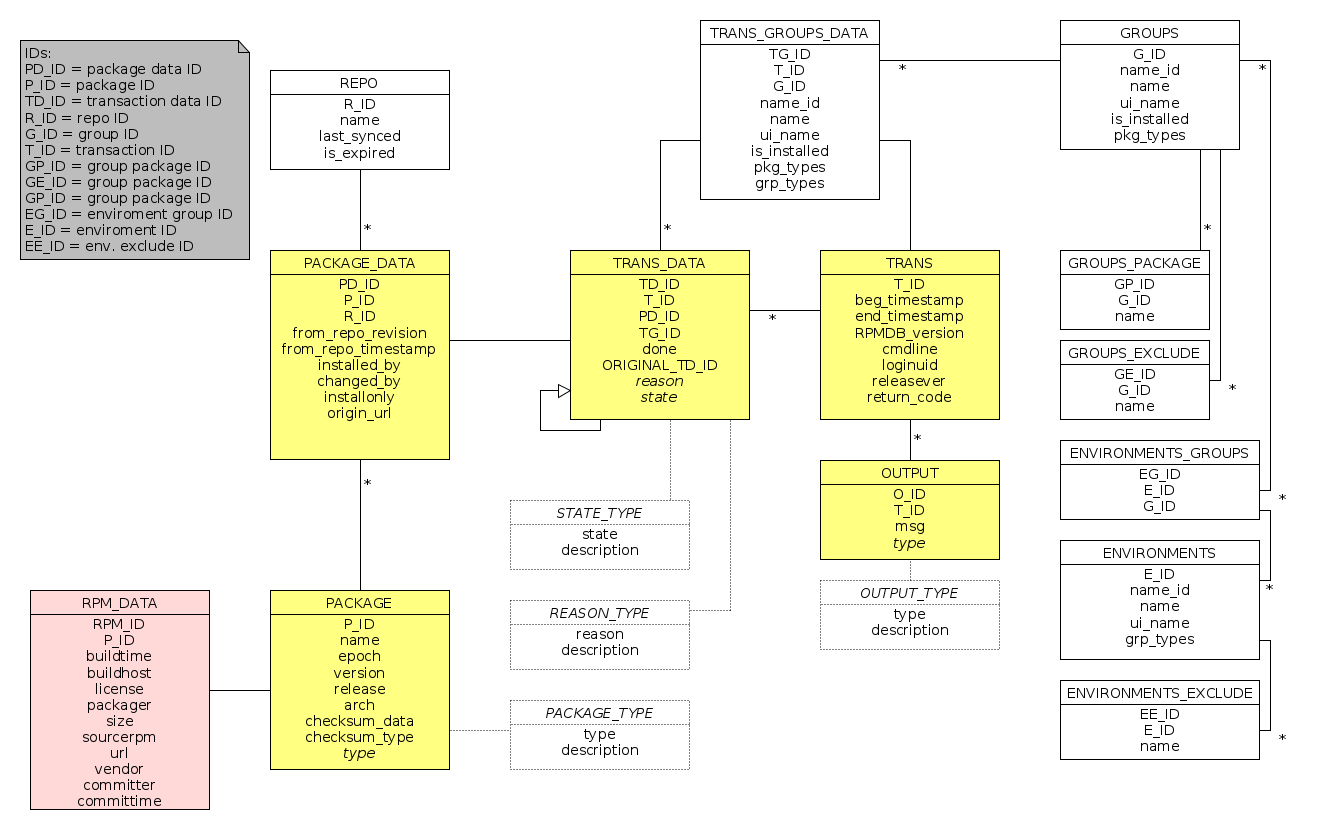 IDs:
PD_ID = package data ID
P_ID = package ID
TD_ID = transaction data ID
R_ID = repo ID
G_ID = group ID
T_ID = transaction ID
GP_ID = group package ID
GE_ID = group package ID
GP_ID = group package ID
EG_ID = enviroment group ID
E_ID = enviroment ID
EE_ID = env. exclude ID
REPO
R_ID
name
last_synced
is_expired
*
PACKAGE_DATA
PD_ID
P_ID
R_ID
from_repo_revision
from_repo_timestamp
installed_by
changed_by
installonly
origin_url
*
RPM_DATA
RPM_ID
P_ID
buildtime
buildhost
license
packager
size
sourcerpm
url
vendor
committer
committime
PACKAGE
P_ID
name
epoch
version
release
arch
checksum_data
checksum_type
type
TRANS_GROUPS_DATA
TG_ID
T_ID
G_ID
name_id
name
ui_name
is_installed
pkg_types
grp_types
*
*
TRANS_DATA
TD_ID
T_ID
PD_ID
TG_ID
done
ORIGINAL_TD_ID
reason
state
*
TRANS
T_ID
beg_timestamp
end_timestamp
RPMDB_version
cmdline
loginuid
releasever
return_code
*
STATE_TYPE
state
description
REASON_TYPE
reason
description
PACKAGE_TYPE
type
description
OUTPUT
O_ID
T_ID
msg
type
OUTPUT_TYPE
type
description
GROUPS
G_ID
name_id
name
ui_name
is_installed
pkg_types
*
*
GROUPS_PACKAGE
GP_ID
G_ID
name
GROUPS_EXCLUDE
GE_ID
G_ID
name
*
ENVIRONMENTS_GROUPS
EG_ID
E_ID
G_ID
*
ENVIRONMENTS
E_ID
name_id
name
ui_name
grp_types
*
ENVIRONMENTS_EXCLUDE
EE_ID
E_ID
name
*